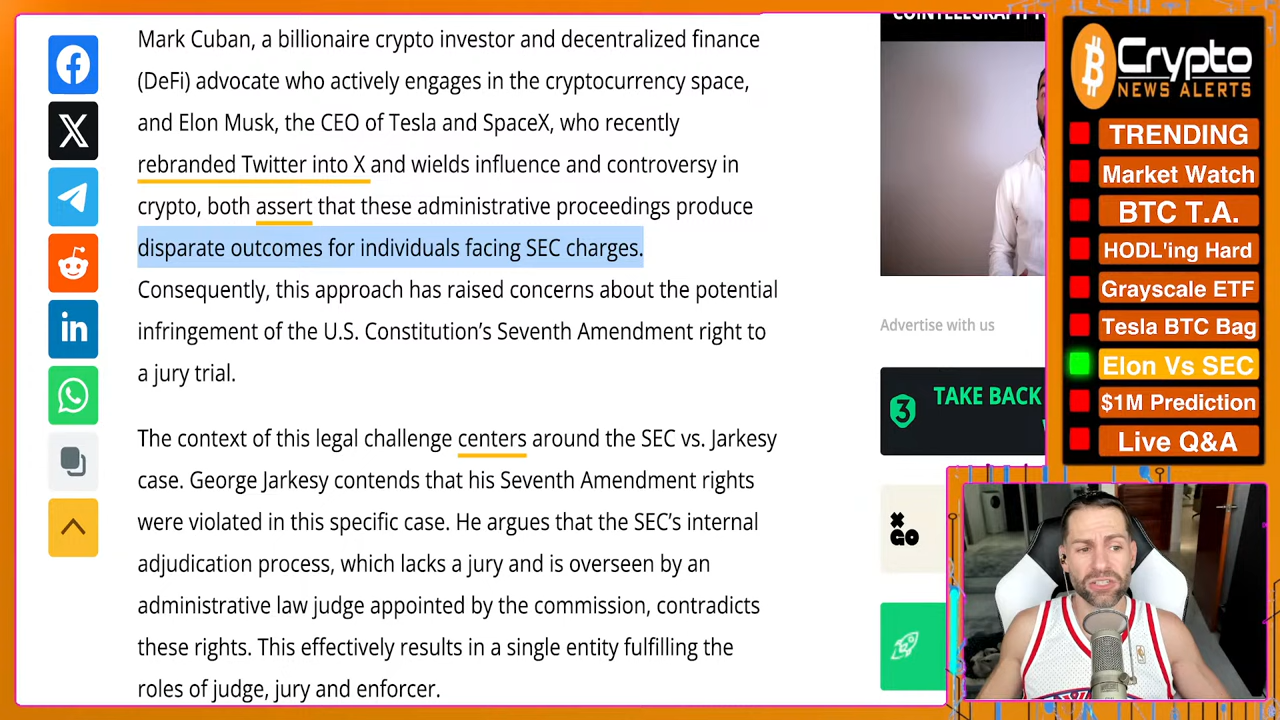 Mark Cuban, a billionaire crypto investor and decentralized finance
(DeFi) advocate who actively engages in the cryptocurrency space,
and Elon Musk, the CEO of Tesla and SpaceX, who recently
rebranded Twitter into X and wields influence and controversy in
crypto, both assert that these administrative proceedings produce
disparate outcomes for individuals facing SEC charges.
Consequently, this approach has raised concerns about the potential
infringement of the U.S. Constitution’s Seventh Amendment right to
a jury trial.
The context of this legal challenge centers around the SEC vs. Jarkesy
case. George Jarkesy contends that his Seventh Amendment rights
were violated in this specific case. He argues that the SEC’s internal
adjudication process, which lacks a jury and is overseen by an
administrative law judge appointed by the commission, contradicts
these rights. This effectively results in a single entity fulfilling the
roles of judge, jury and enforcer.
Advertise with us
TAKE BACK
GO
Crypto
NEWS ALERTS
TRENDING
Market Watch
BTC T.A.
HODL'ing Hard
Grayscale ETF
Tesla BTC Bag
Elon Vs SEC
$1M Prediction
Live Q&A